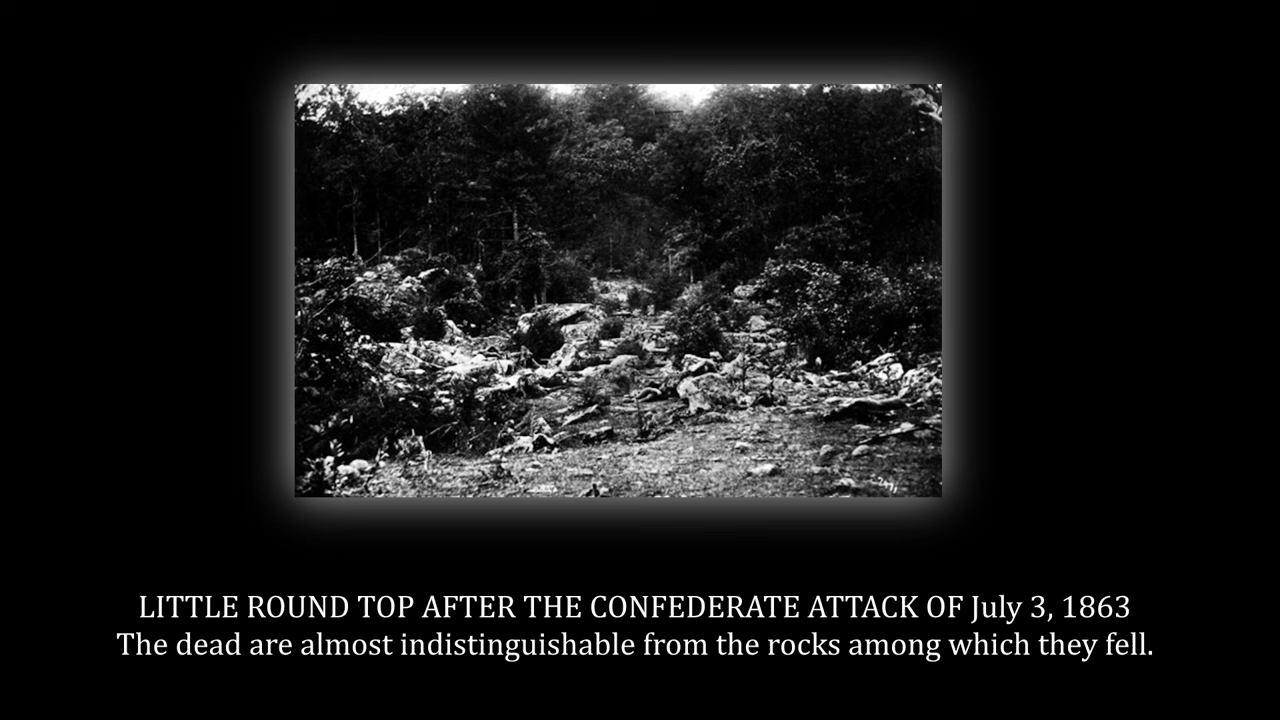 LITTLE ROUND TOP AFTER THE CONFEDERATE ATTACK OF July 3, 1863
The dead are almost indistinguishable from the rocks among which they fell.